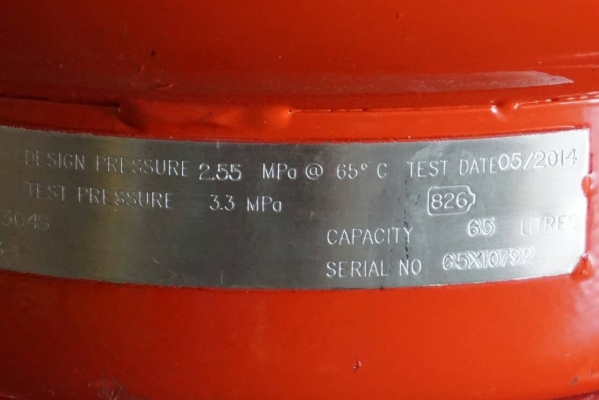 DESIGN PRESSURE 2.55 MPa @ 65° C TEST DATE 05/2014
TEST PRESSURE 3.3 MPa 826
304S
CAPACITY 65 LITRES
SERIAL NO 65X10792